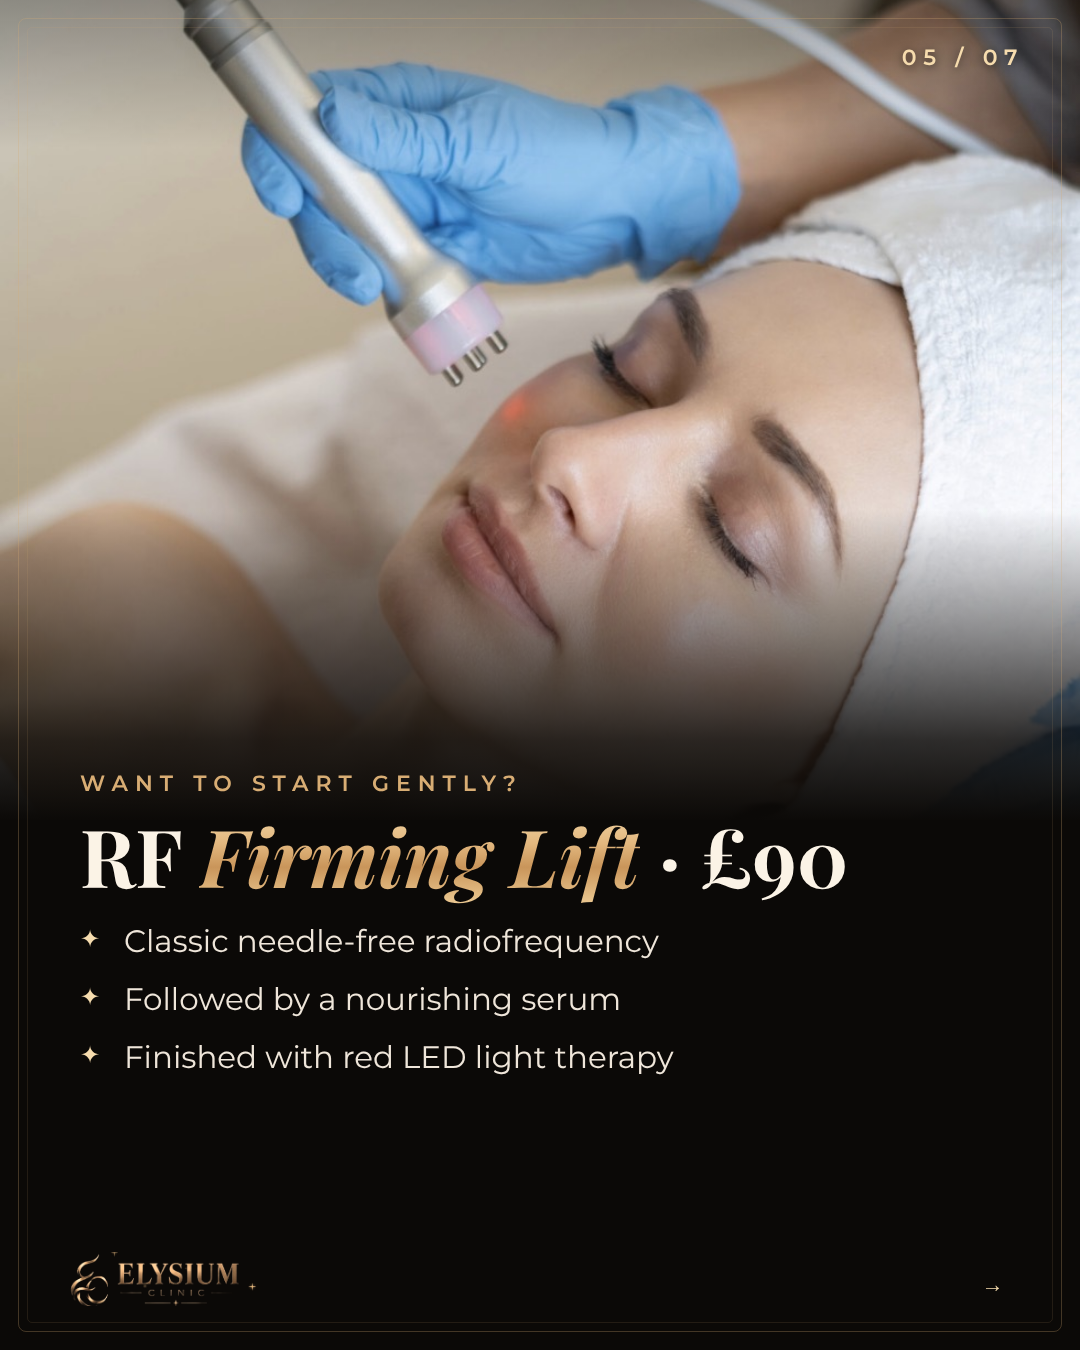 05 / 07
WANT TO START GENTLY?
RF Firming Lift · £90
✦ Classic needle-free radiofrequency
✦ Followed by a nourishing serum
✦ Finished with red LED light therapy
ELYSIUM
CLINIC
→